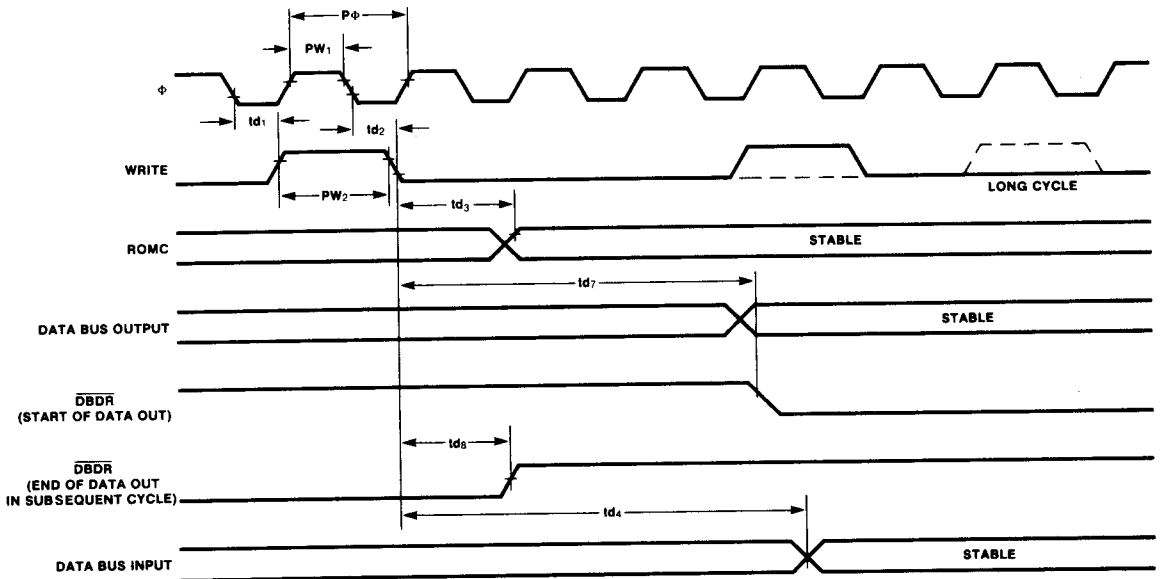 PΦ
PW₁
Φ
td₁
td₂
WRITE
PW₂
LONG CYCLE
td₃
ROMC
STABLE
td₇
DATA BUS OUTPUT
STABLE
DBDR
(START OF DATA OUT)
td₈
DBDR
(END OF DATA OUT
IN SUBSEQUENT CYCLE)
td₄
DATA BUS INPUT
STABLE